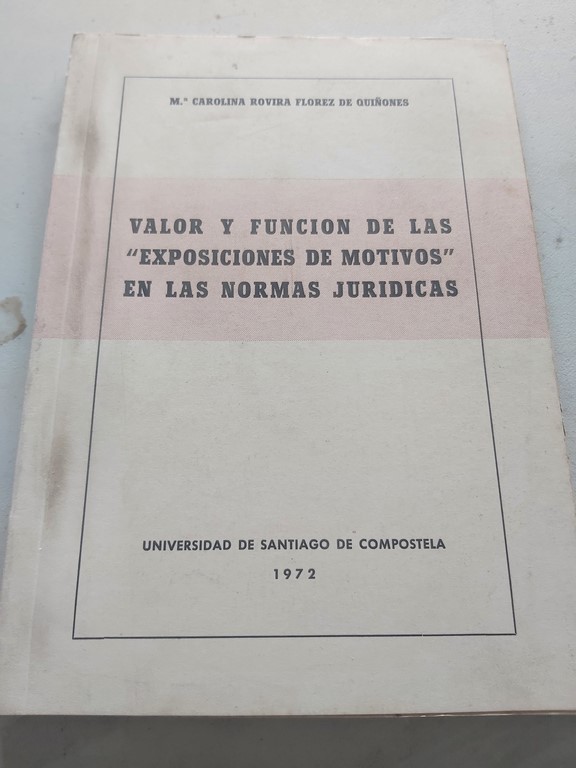 M.ª CAROLINA ROVIRA FLOREZ DE QUIÑONES
VALOR Y FUNCION DE LAS
"EXPOSICIONES DE MOTIVOS"
EN LAS NORMAS JURIDICAS
UNIVERSIDAD DE SANTIAGO DE COMPOSTELA
1972